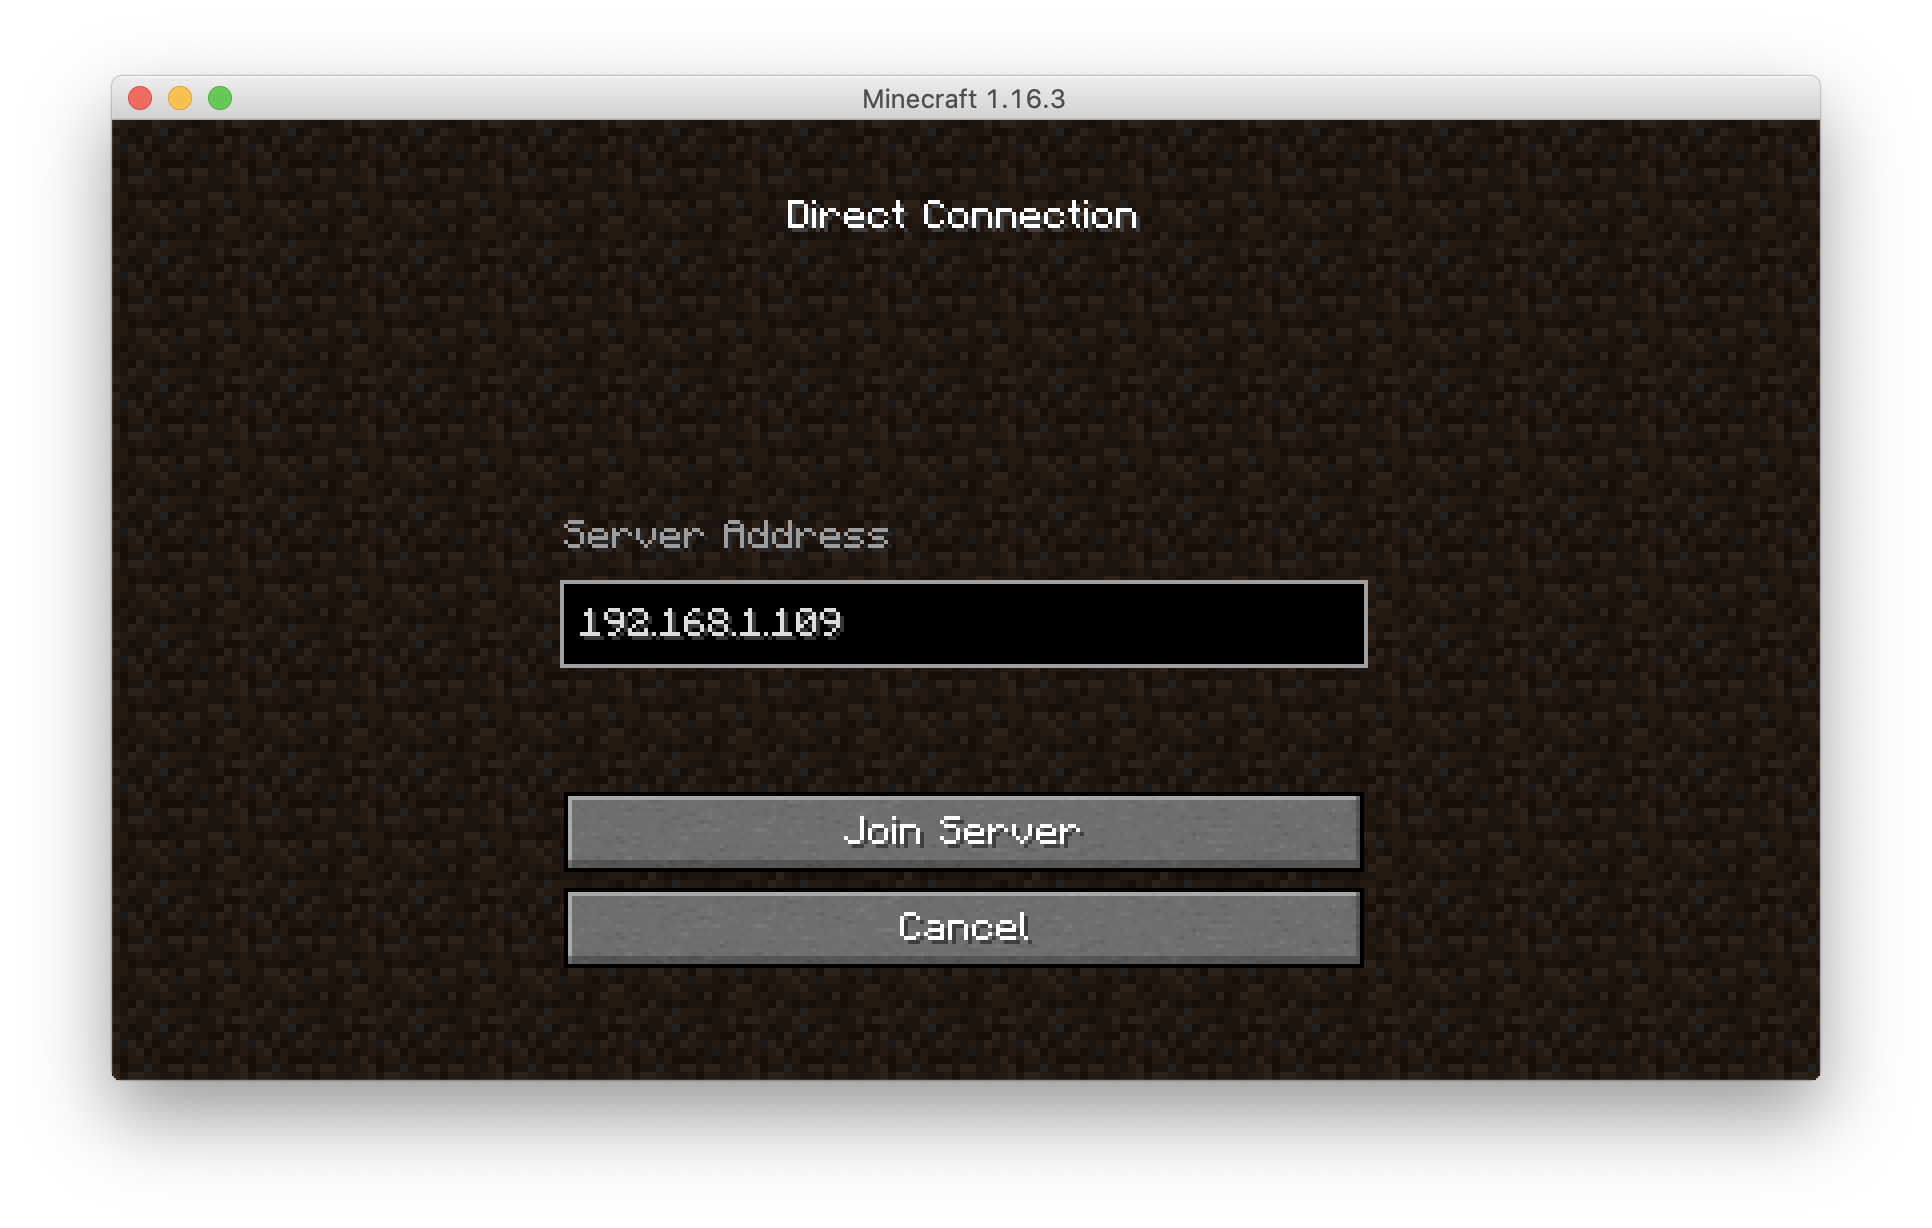 Minecraft 1.16.3
Direct Connection
Server Address
192.168.1.109
Join Server
Cancel